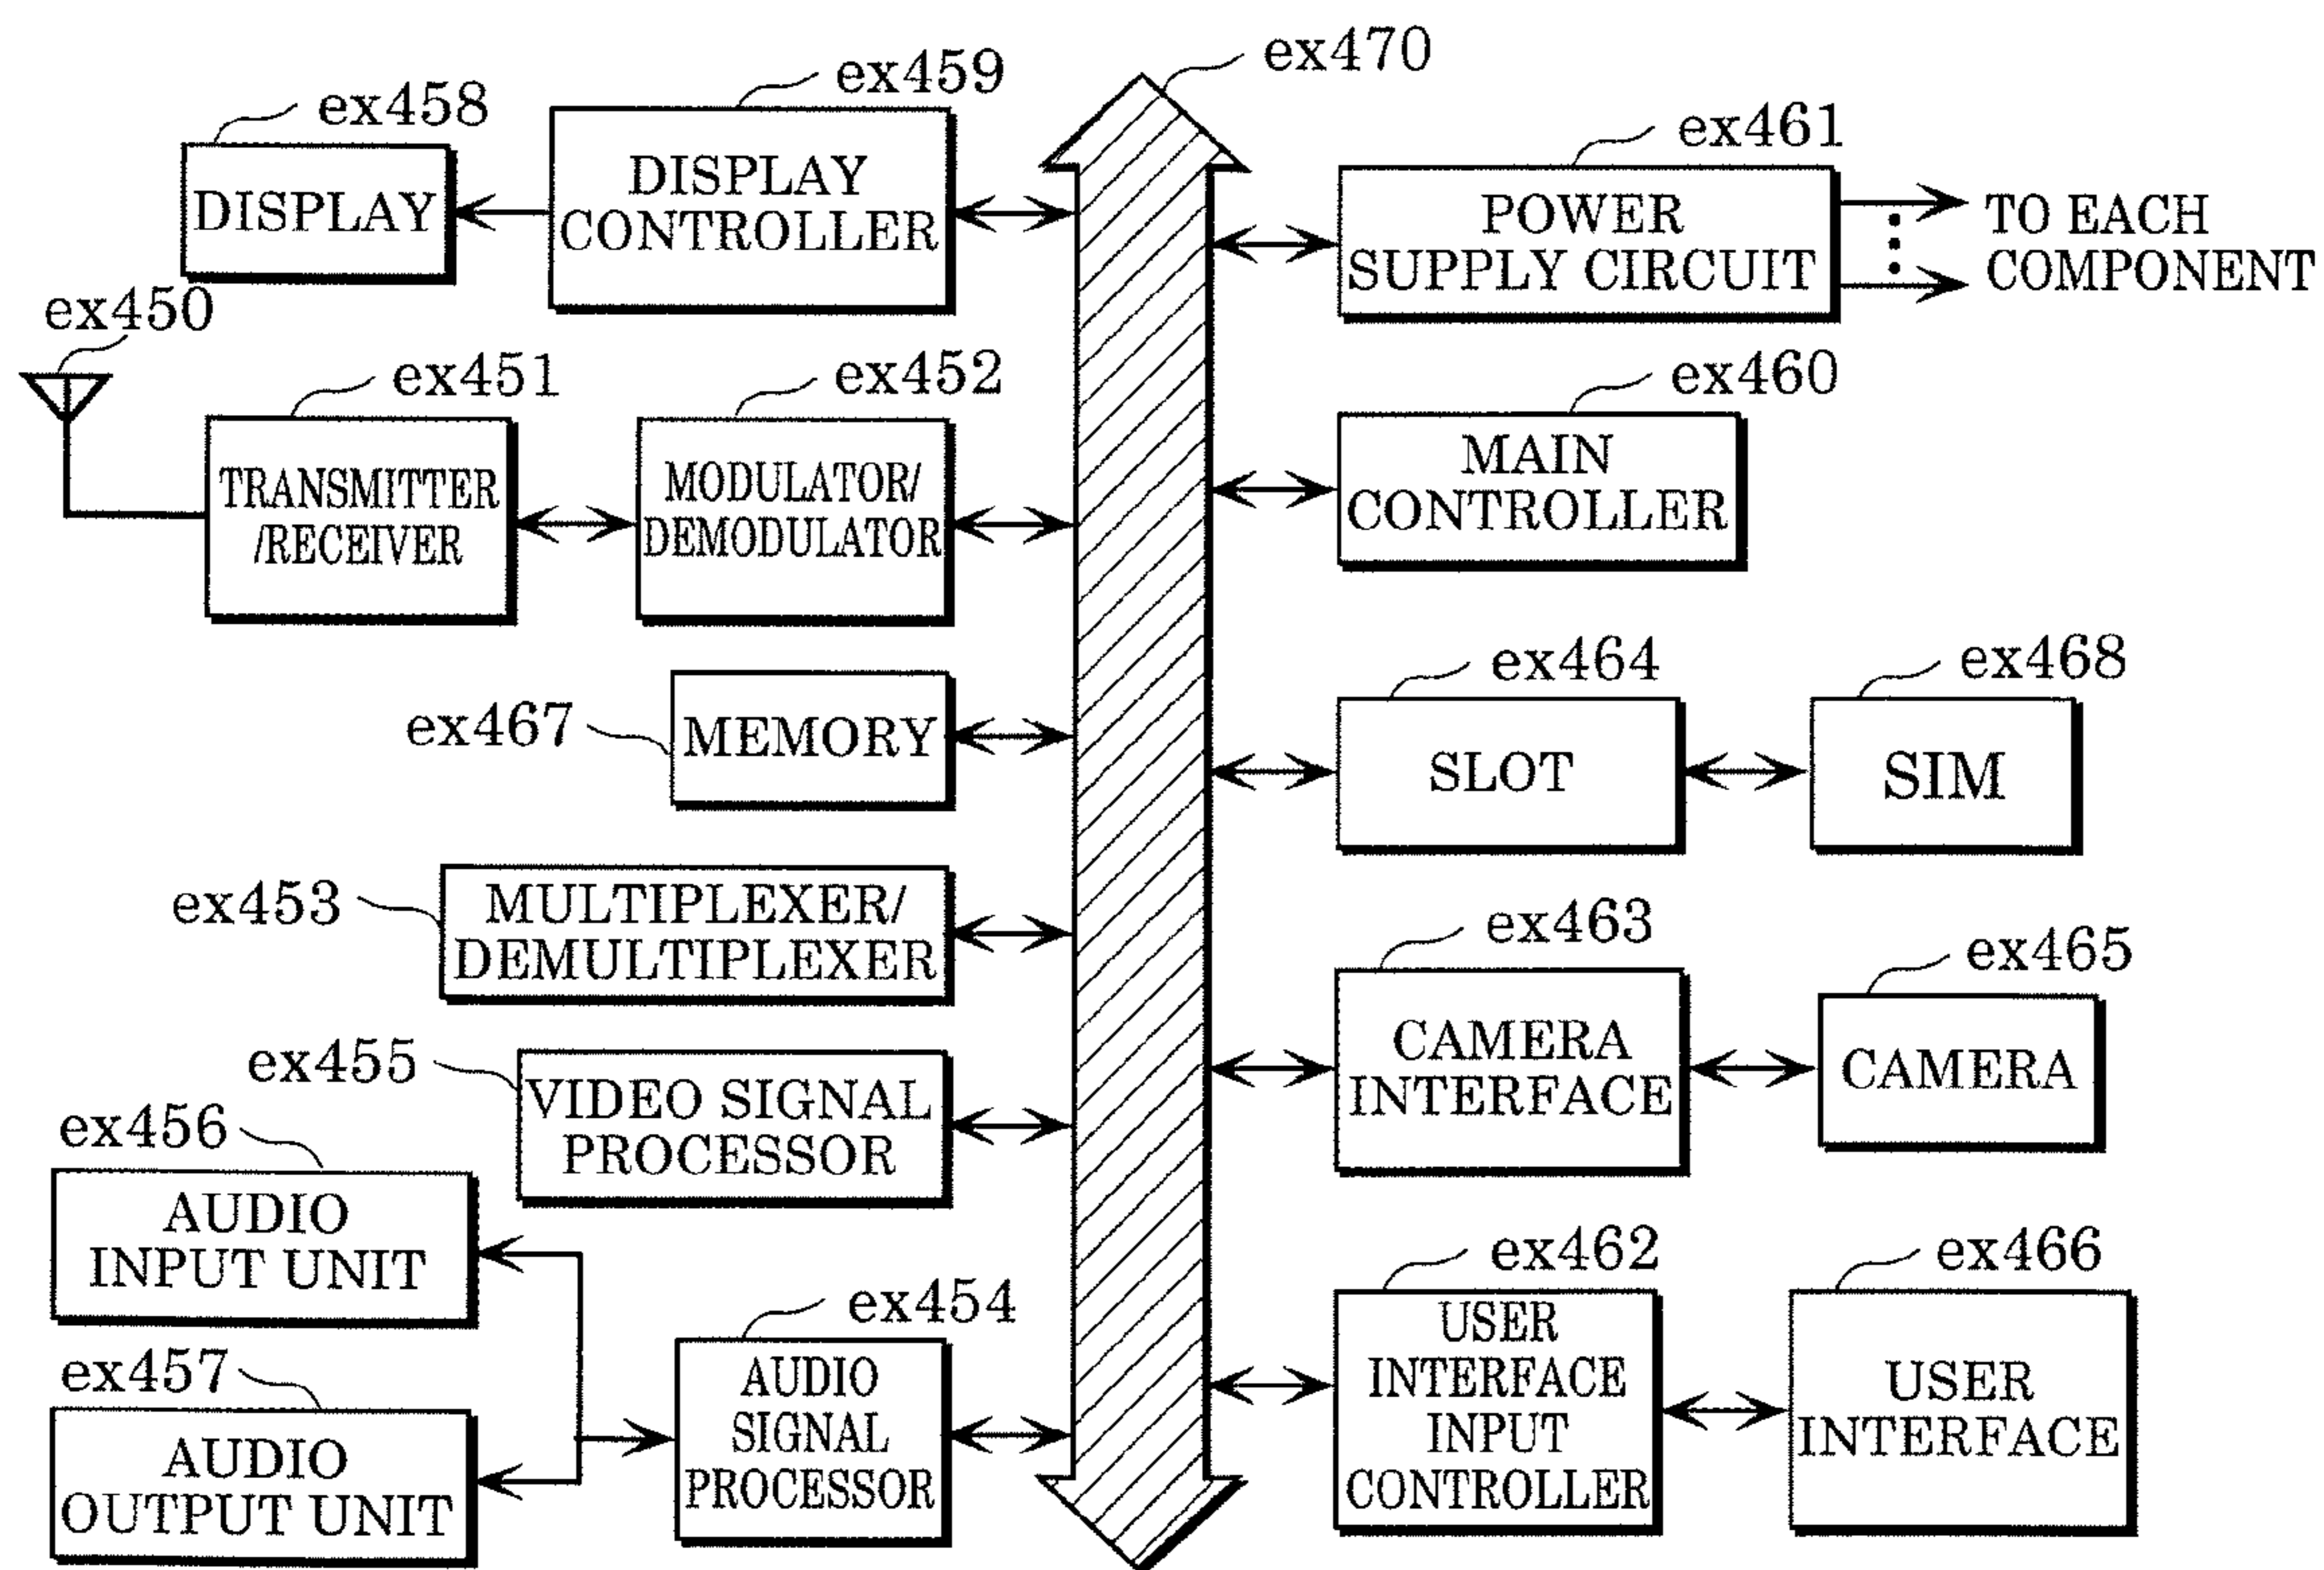 ex470
ex459
ex458
DISPLAY
DISPLAY
CONTROLLER
ex461
POWER
SUPPLY CIRCUIT
TO EACH
COMPONENT
ex450
ex451
TRANSMITTER
/RECEIVER
ex452
MODULATOR/
DEMODULATOR
ex460
MAIN
CONTROLLER
ex467
MEMORY
ex464
SLOT
ex468
SIM
ex453
MULTIPLEXER/
DEMULTIPLEXER
ex463
CAMERA
INTERFACE
ex465
CAMERA
ex455
VIDEO SIGNAL
PROCESSOR
ex456
AUDIO
INPUT UNIT
ex457
AUDIO
OUTPUT UNIT
ex454
AUDIO
SIGNAL
PROCESSOR
ex462
USER
INTERFACE
INPUT
CONTROLLER
ex466
USER
INTERFACE